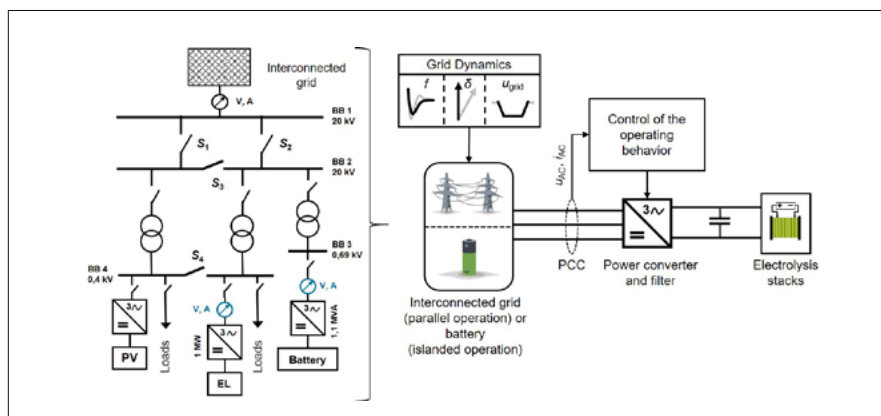 Interconnected
grid
V, A
BB 1
20 kV
S1
S2
BB 2
20 kV
S3
BB 3
0,69 kV
S4
BB 4
0,4 kV
V, A
V, A
3
3
3
PV
Loads
1 MW
EL
Loads
1,1 MVA
Battery
Grid Dynamics
f
δ
ugrid
uAC, iAC
Control of the
operating
behavior
3
PCC
Power converter
and filter
Electrolysis
stacks
Interconnected grid
(parallel operation) or
battery
(islanded operation)